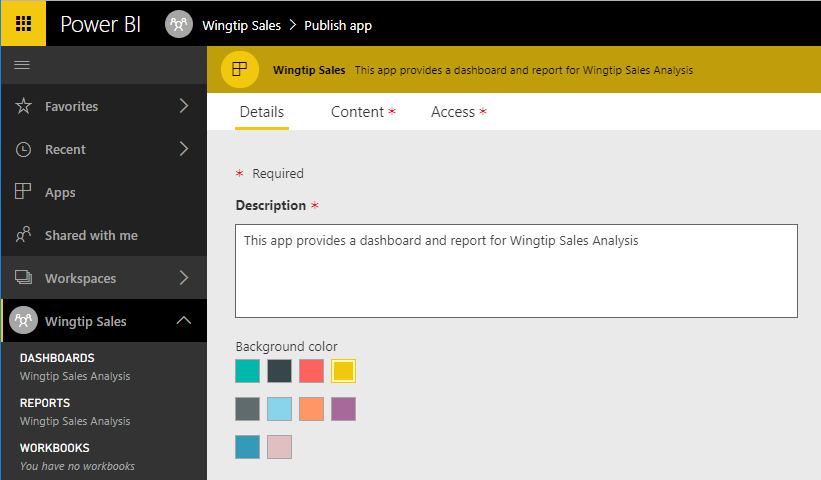 Power BI Wingtip Sales > Publish app
Wingtip Sales This app provides a dashboard and report for Wingtip Sales Analysis
Favorites
Recent
Apps
Shared with me
Workspaces
Wingtip Sales
DASHBOARDS
Wingtip Sales Analysis
REPORTS
Wingtip Sales Analysis
WORKBOOKS
You have no workbooks
Details Content * Access *
* Required
Description *
This app provides a dashboard and report for Wingtip Sales Analysis
Background color